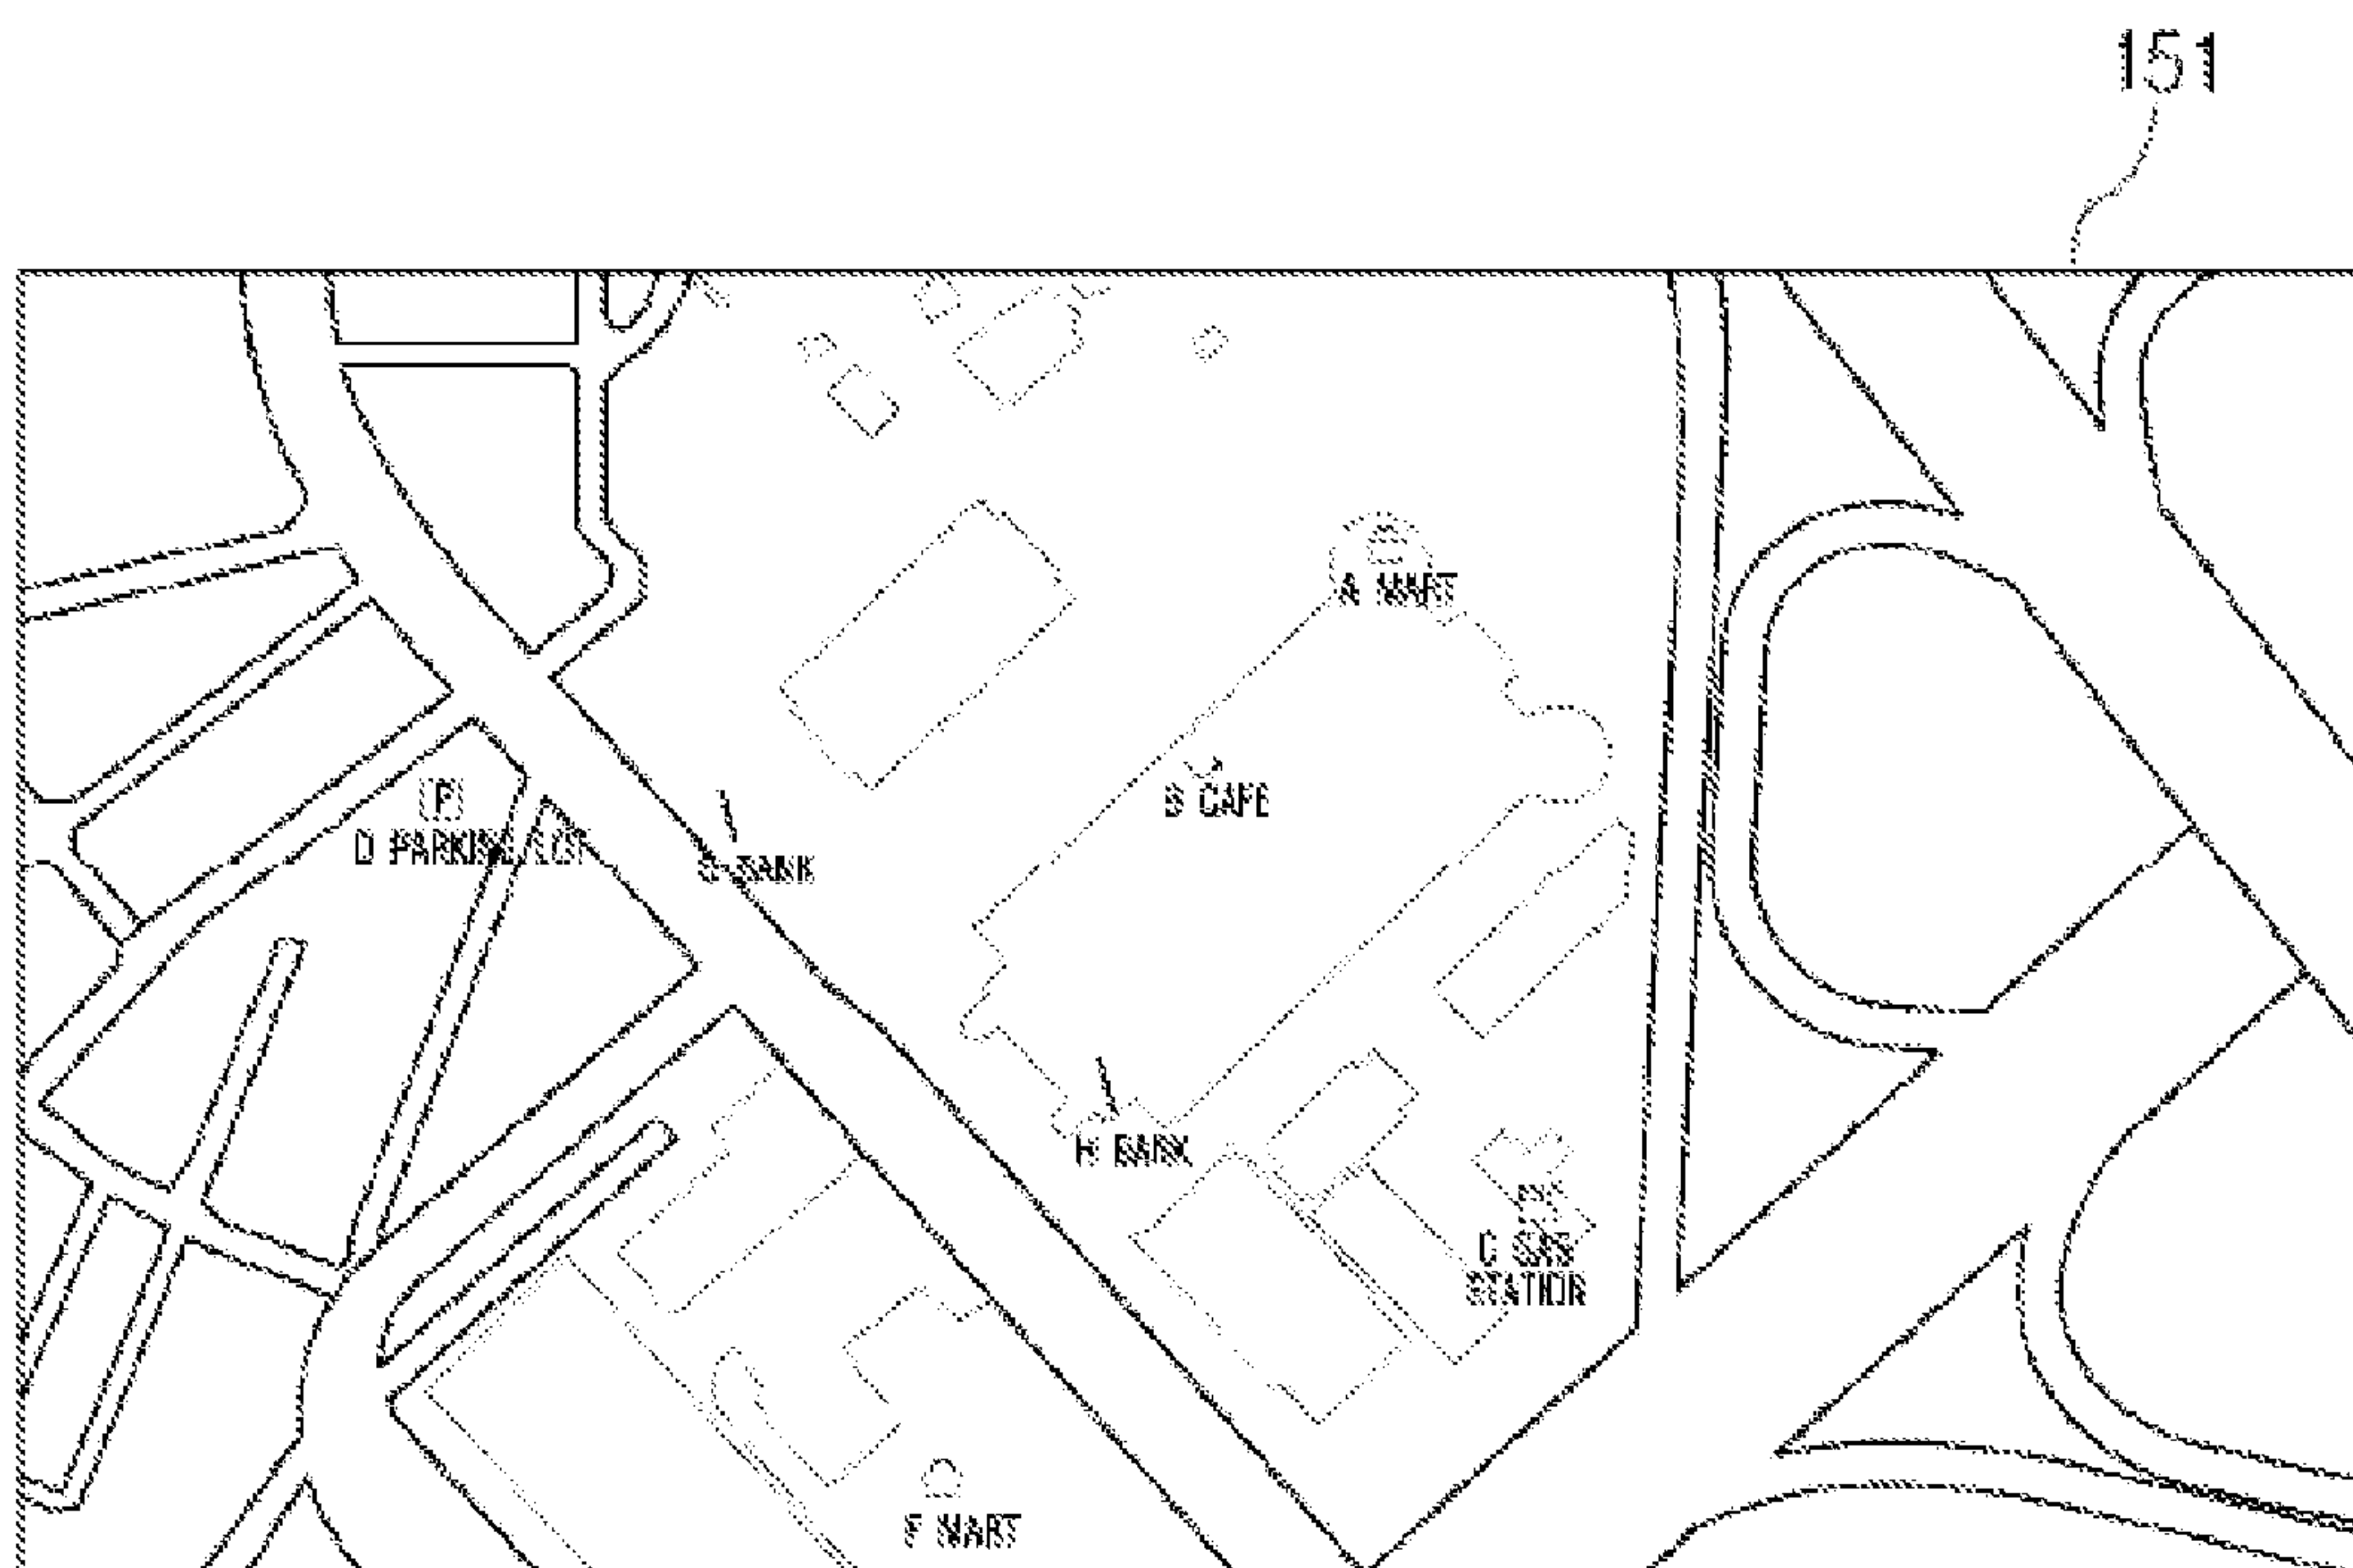 151
A MART
B CAFE
P
D PARKING LOT
BANK
H BANK
C GAS
STATION
F MART